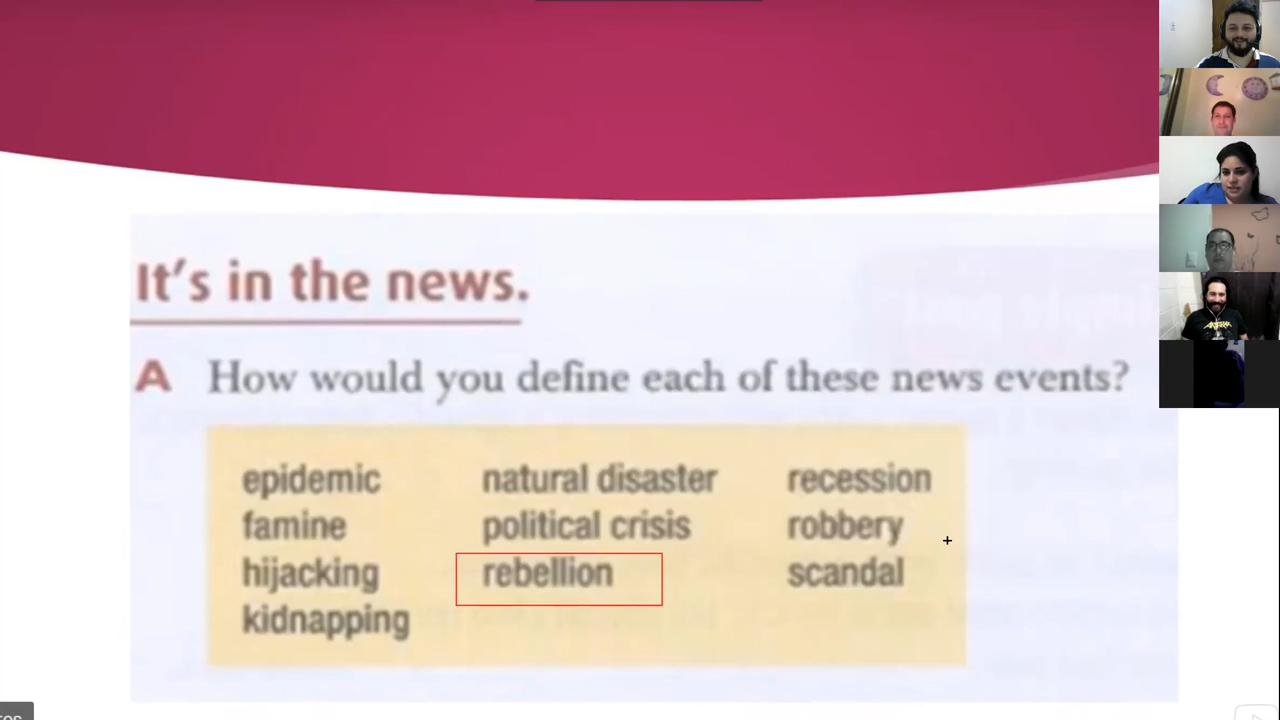 It's in the news.
A How would you define each of these news events?
epidemic natural disaster recession
famine political crisis robbery
hijacking rebellion scandal
kidnapping